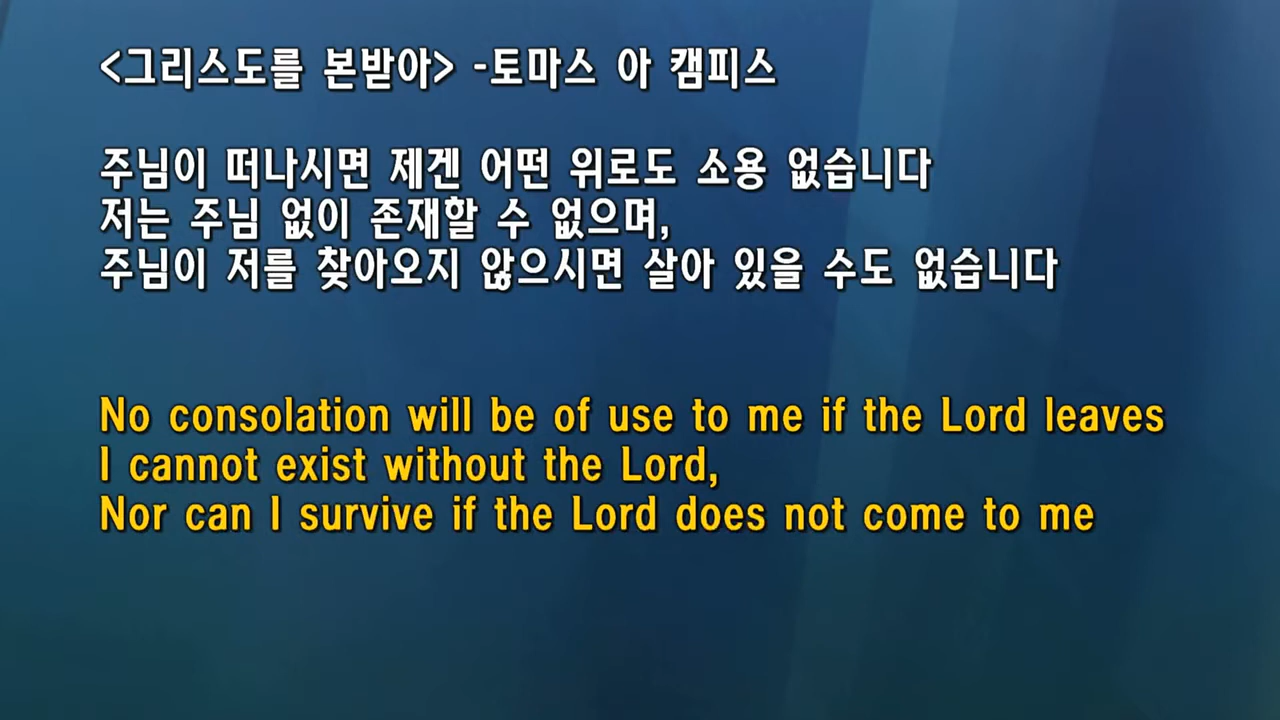 <그리스도를 본받아> -토마스 아 캠피스
주님이 떠나시면 제겐 어떤 위로도 소용 없습니다
저는 주님 없이 존재할 수 없으며,
주님이 저를 찾아오지 않으시면 살아 있을 수도 없습니다
No consolation will be of use to me if the Lord leaves
I cannot exist without the Lord,
Nor can I survive if the Lord does not come to me